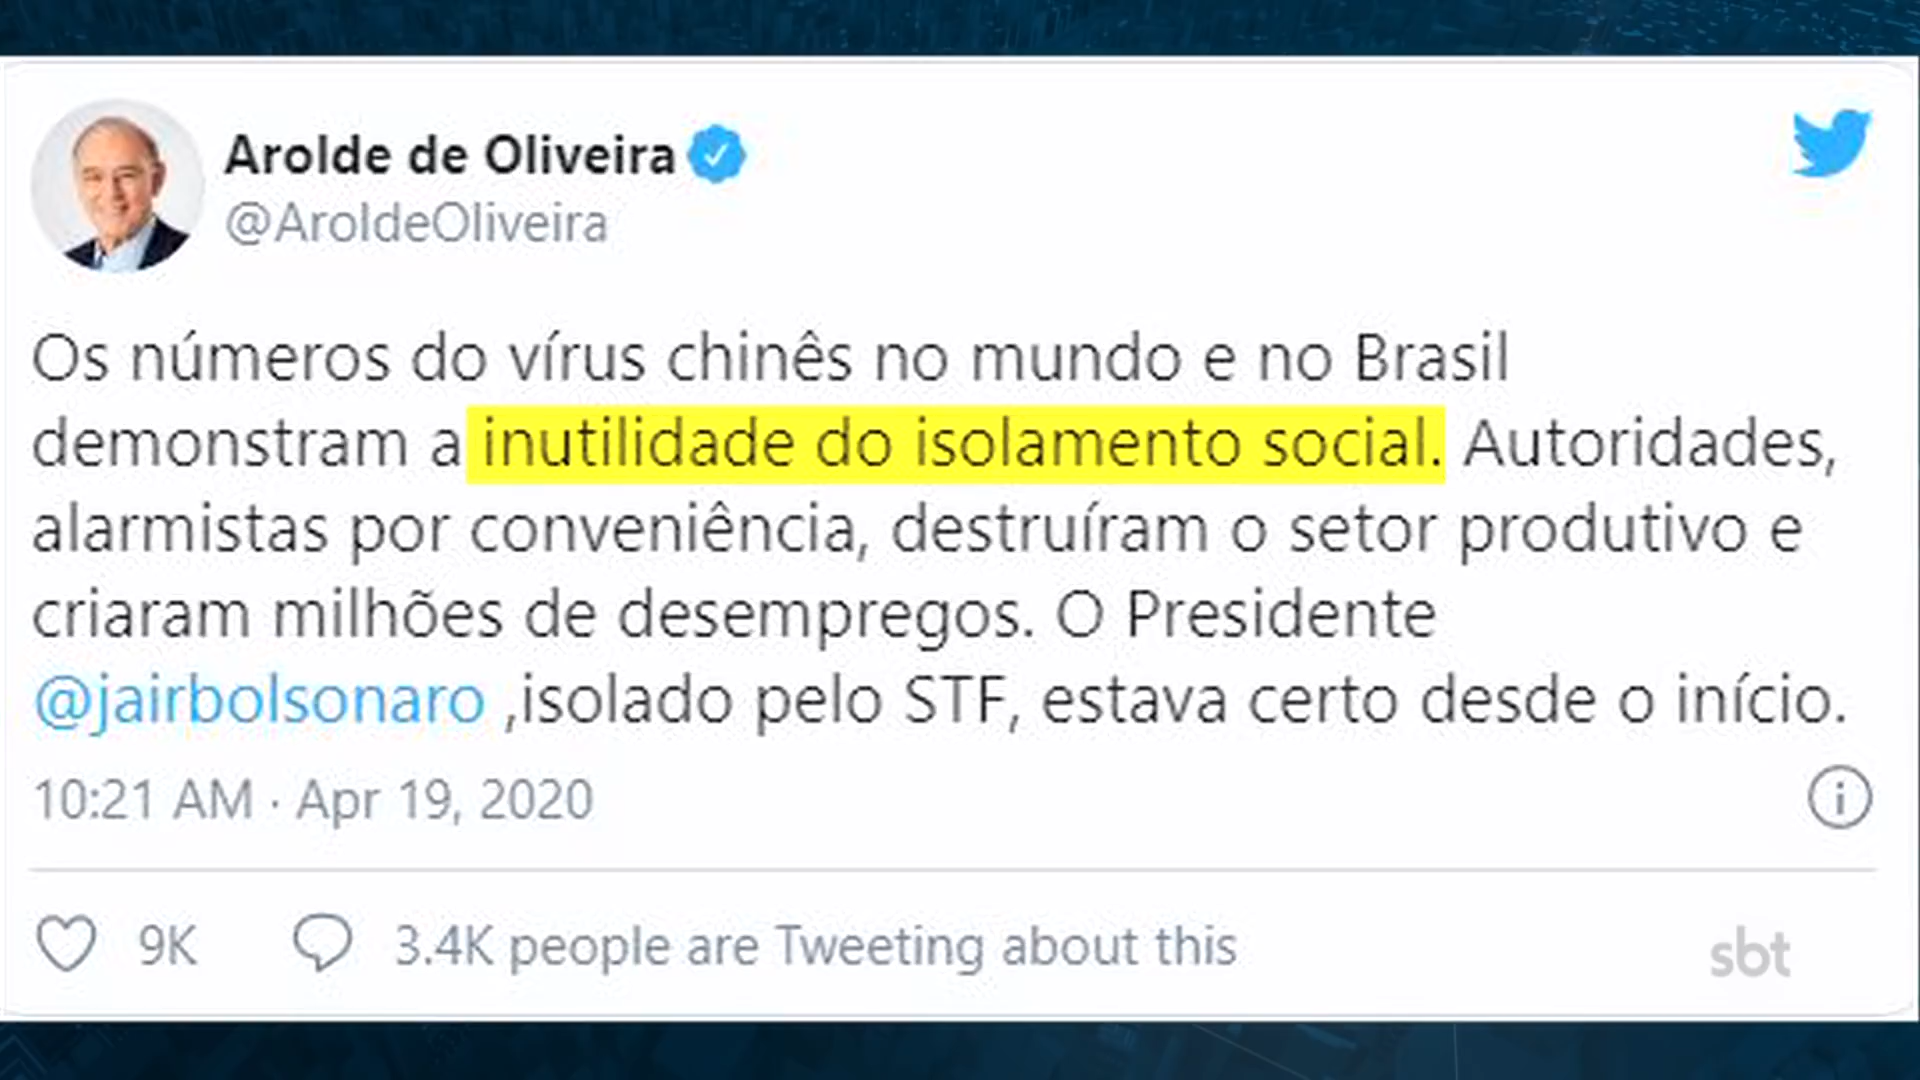 Arolde de Oliveira
@AroldeOliveira
Os números do vírus chinês no mundo e no Brasil
demonstram a inutilidade do isolamento social. Autoridades,
alarmistas por conveniência, destruíram o setor produtivo e
criaram milhões de desempregos. O Presidente
@jairbolsonaro ,isolado pelo STF, estava certo desde o início.
10:21 AM · Apr 19, 2020
9K 3.4K people are Tweeting about this
sbt